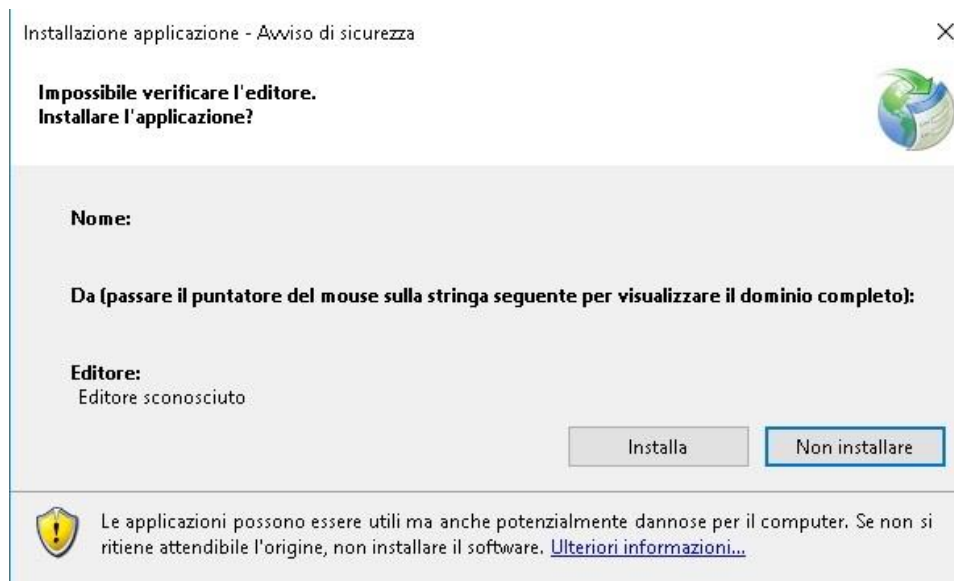 Installazione applicazione - Avviso di sicurezza
Impossibile verificare l'editore.
Installare l'applicazione?
Nome:
Da (passare il puntatore del mouse sulla stringa seguente per visualizzare il dominio completo):
Editore:
Editore sconosciuto
Installa
Non installare
Le applicazioni possono essere utili ma anche potenzialmente dannose per il computer. Se non si
ritiene attendibile l'origine, non installare il software. Ulteriori informazioni...